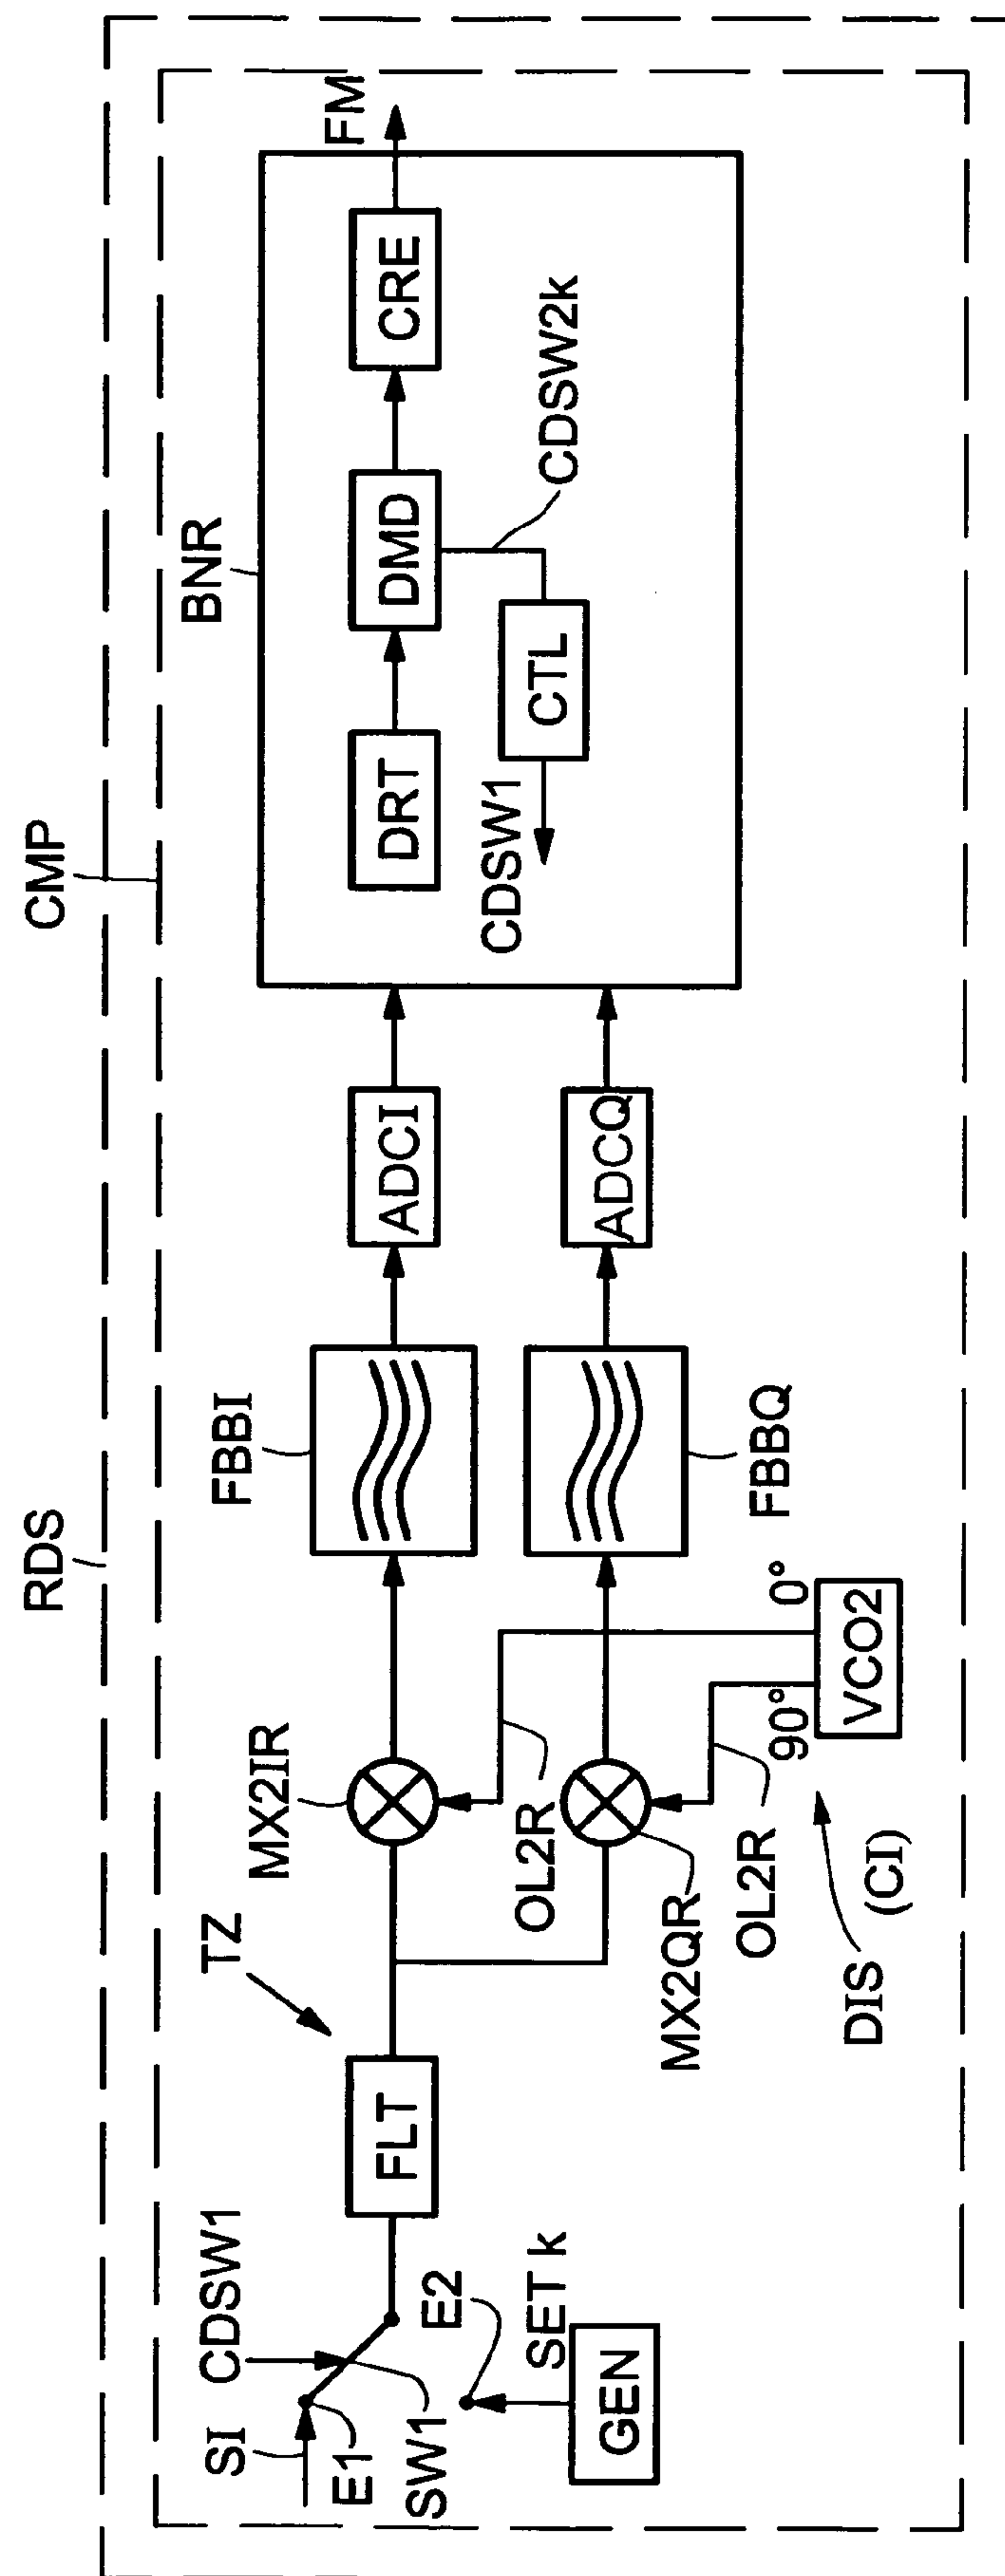 RDS
CMP
SI
CDSW1
E1
SW1
E2
SET k
GEN
FLT
TZ
MX2IR
OL2R
MX2QR
OL2R
90°
0°
VCO2
DIS
(CI)
FBBI
FBBQ
ADCI
ADCQ
BNR
DRT
DMD
CRE
FM
CDSW1
CTL
CDSW2k